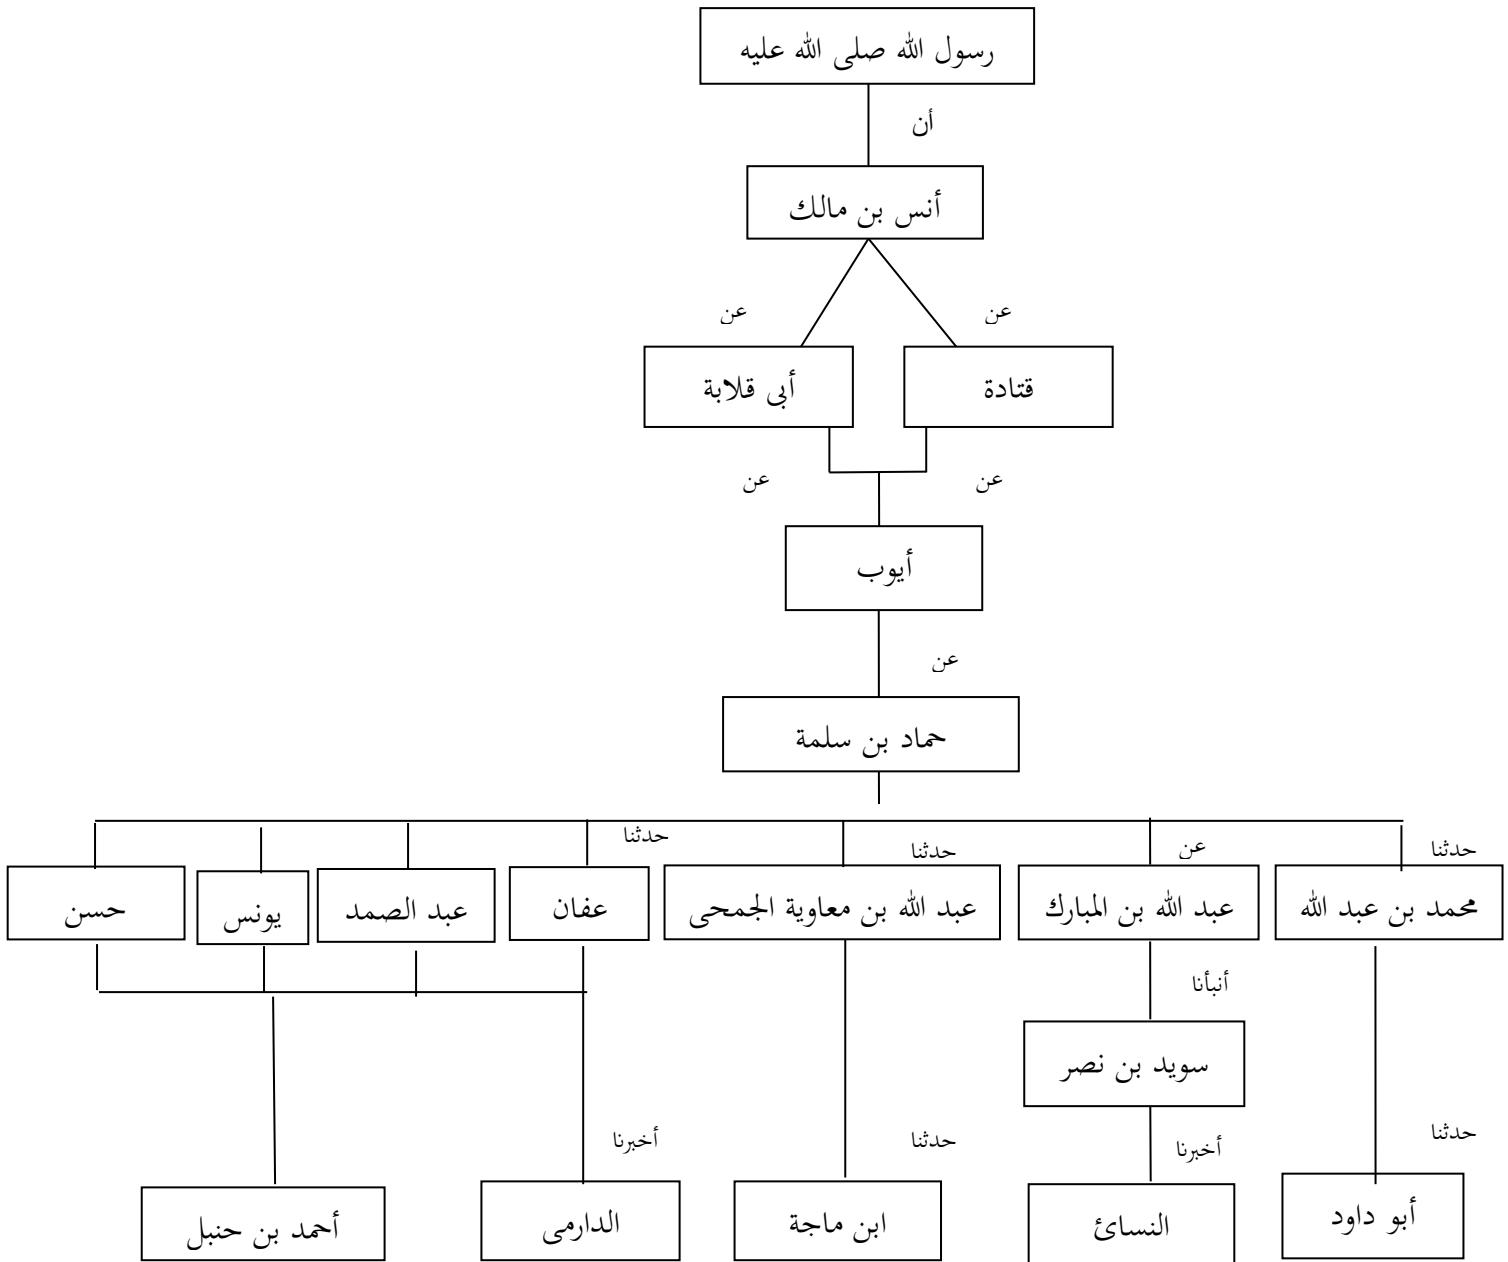 رسول الله صلى الله عليه
أن
أنس بن مالك
عن
عن
قتادة
أبى قلابة
عن
عن
أيوب
عن
حماد بن سلمة
حدثنا
عن
حدثنا
حدثنا
محمد بن عبد الله
عبد الله بن المبارك
عبد الله بن معاوية الجمحى
عفان
عبد الصمد
يونس
حسن
أنبأنا
سويد بن نصر
حدثنا
أخبرنا
حدثنا
أخبرنا
أبو داود
النسائ
ابن ماجة
الدارمى
أحمد بن حنبل